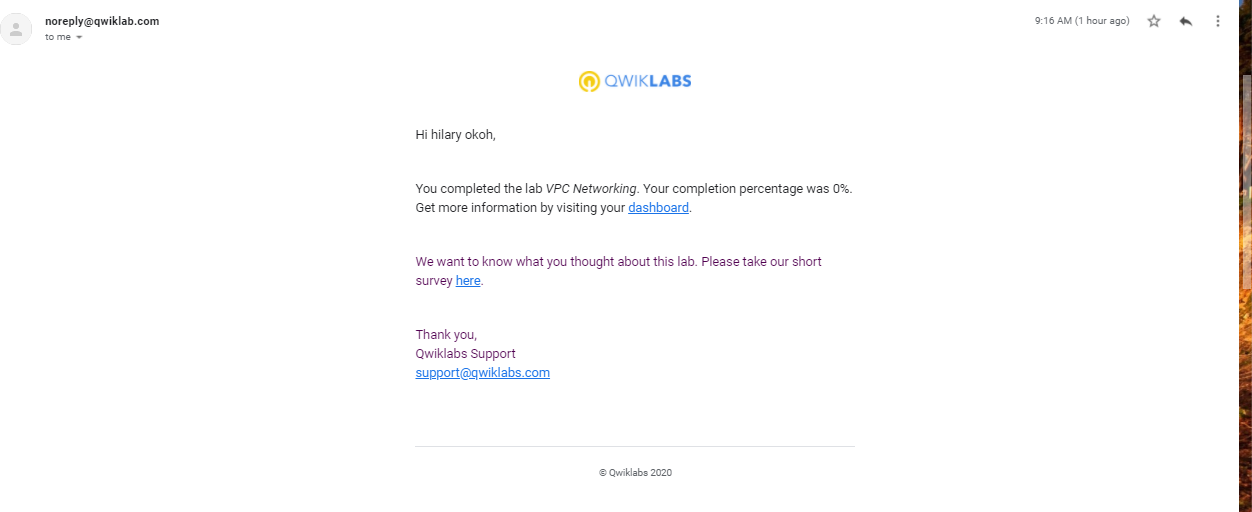 noreply@qwiklab.com
9:16 AM (1 hour ago)
to me
QWIKLABS
Hi hilary okoh,
You completed the lab VPC Networking. Your completion percentage was 0%.
Get more information by visiting your dashboard.
We want to know what you thought about this lab. Please take our short
survey here.
Thank you,
Qwiklabs Support
support@qwiklabs.com
© Qwiklabs 2020